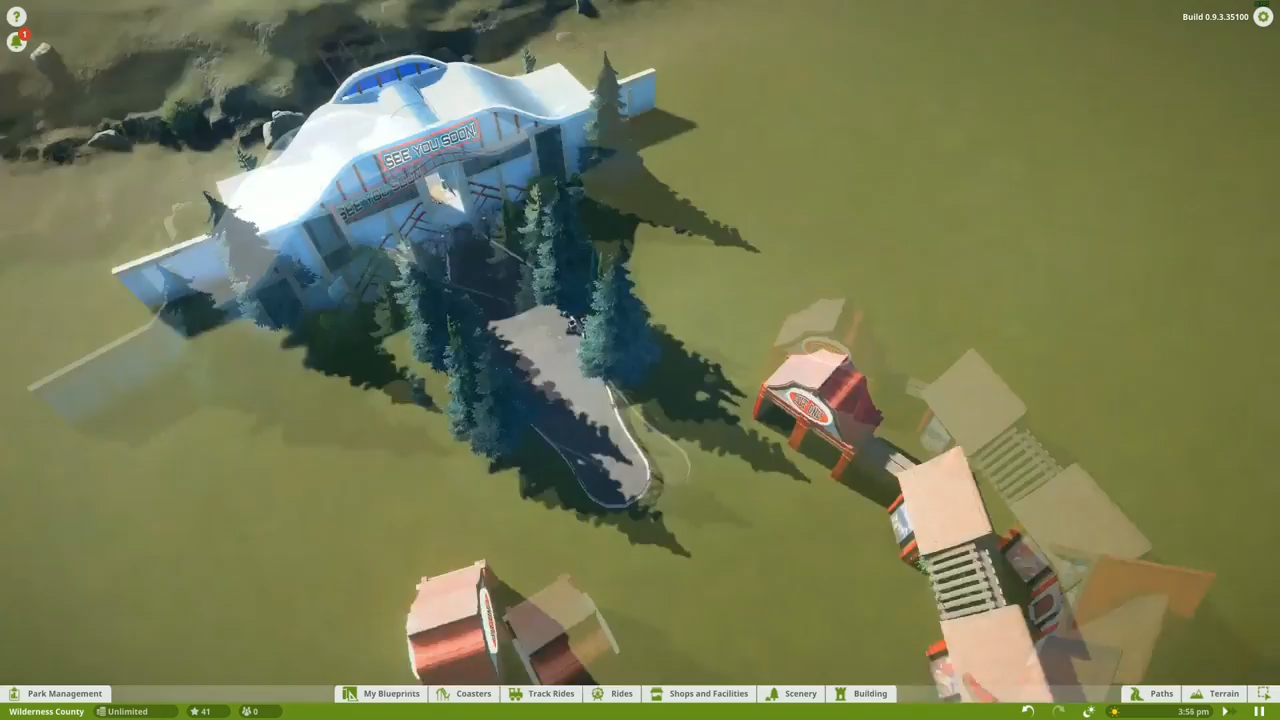 ?
1
Build 0.9.3.35100
SEE YOU SOON!
Park Management
My Blueprints
Coasters
Track Rides
Rides
Shops and Facilities
Scenery
Building
Paths
Terrain
Wilderness County
Unlimited
41
0
3:56 pm